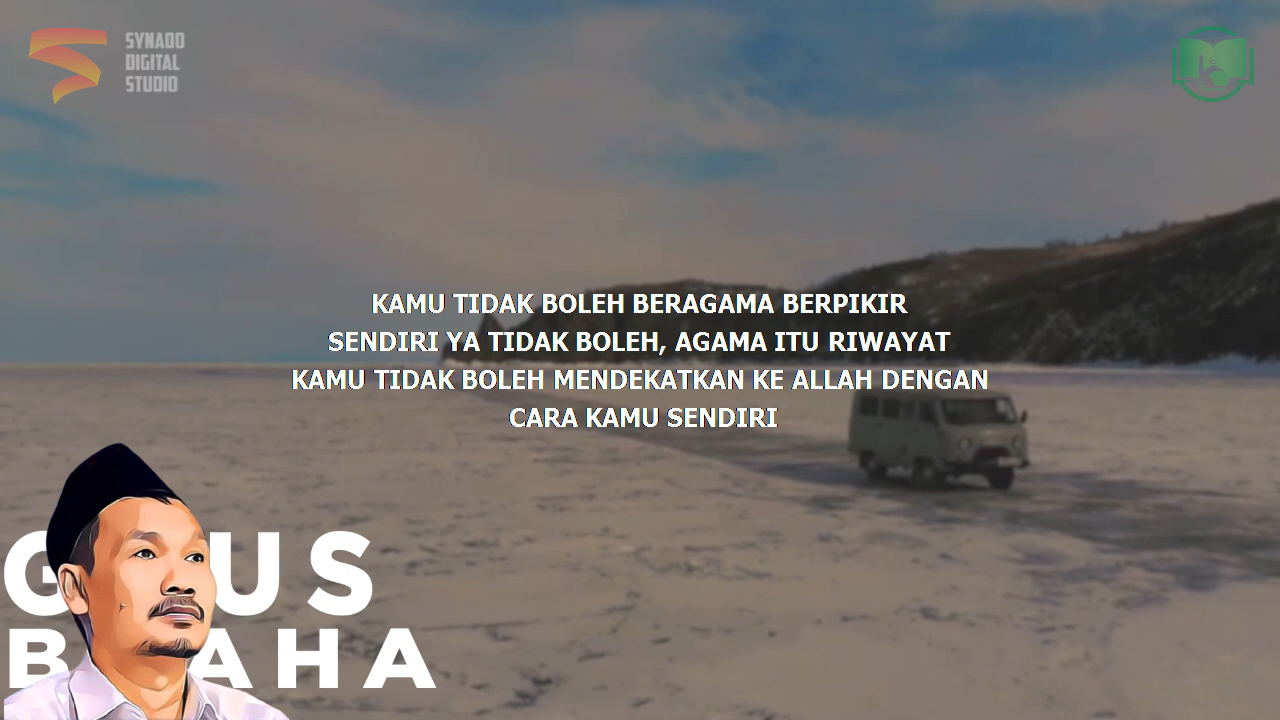 SYNADO
DIGITAL
STUDIO
KAMU TIDAK BOLEH BERAGAMA BERPIKIR
SENDIRI YA TIDAK BOLEH, AGAMA ITU RIWAYAT
KAMU TIDAK BOLEH MENDEKATKAN KE ALLAH DENGAN
CARA KAMU SENDIRI